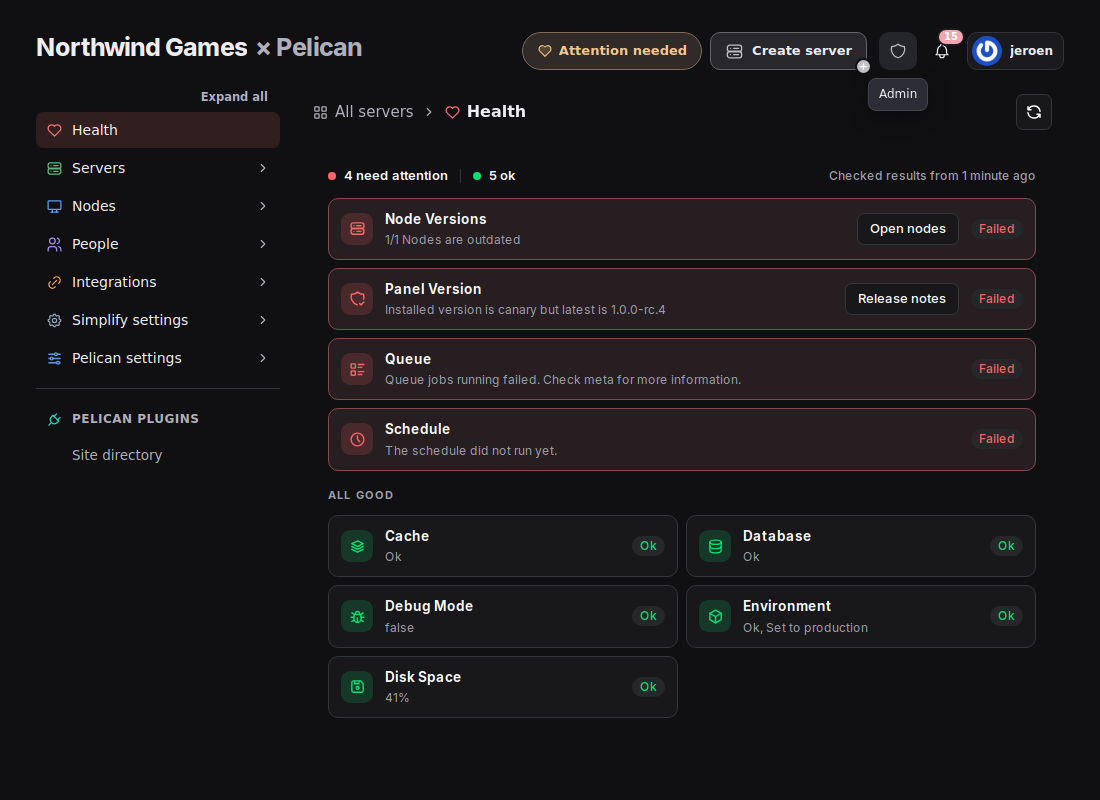 Northwind Games × Pelican
Attention needed
Create server
15
jeroen
Admin
Expand all
Health
Servers
Nodes
People
Integrations
Simplify settings
Pelican settings
PELICAN PLUGINS
Site directory
All servers > Health
4 need attention
5 ok
Checked results from 1 minute ago
Node Versions
1/1 Nodes are outdated
Open nodes
Failed
Panel Version
Installed version is canary but latest is 1.0.0-rc.4
Release notes
Failed
Queue
Queue jobs running failed. Check meta for more information.
Failed
Schedule
The schedule did not run yet.
Failed
ALL GOOD
Cache
Ok
Ok
Database
Ok
Ok
Debug Mode
false
Ok
Environment
Ok, Set to production
Ok
Disk Space
41%
Ok